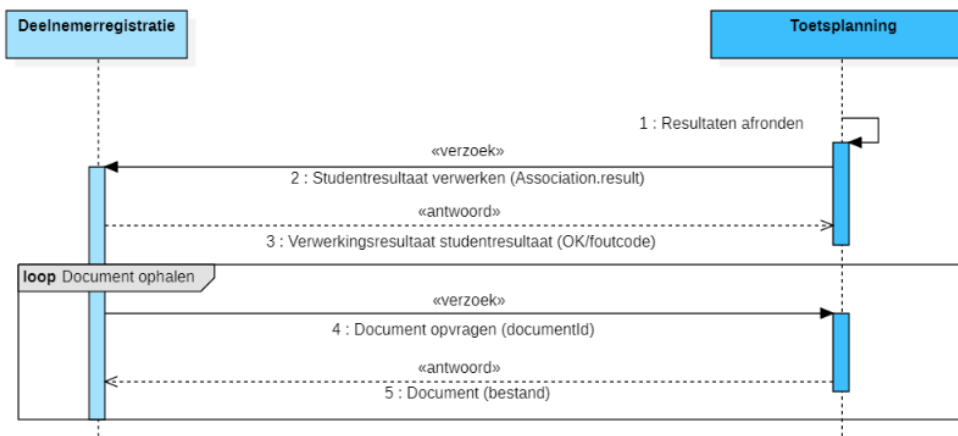 Deelnemerregistratie
Toetsplanning
1 : Resultaten afronden
«verzoek»
2 : Studentresultaat verwerken (Association.result)
«antwoord»
3 : Verwerkingsresultaat studentresultaat (OK/foutcode)
loop Document ophalen
«verzoek»
4 : Document opvragen (documentId)
«antwoord»
5 : Document (bestand)